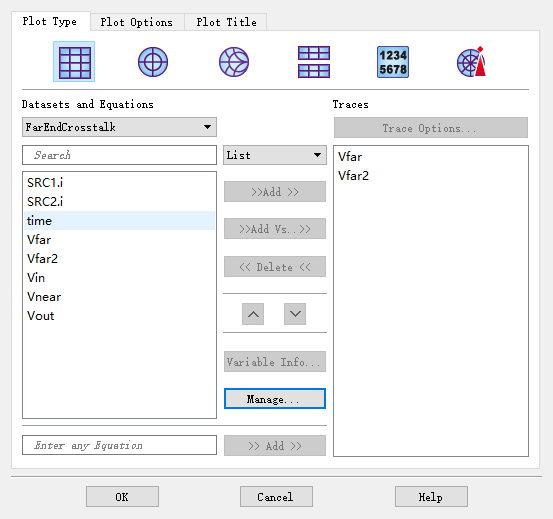 Plot Type Plot Options Plot Title
1234
5678
Datasets and Equations Traces
FarEndCrosstalk Trace Options...
Search List
Vfar
Vfar2
SRC1.i
SRC2.i
time
Vfar
Vfar2
Vin
Vnear
Vout
>>Add >>
>>Add Vs..>>
<< Delete <<
Variable Info...
Manage...
Enter any Equation >> Add >>
OK Cancel Help